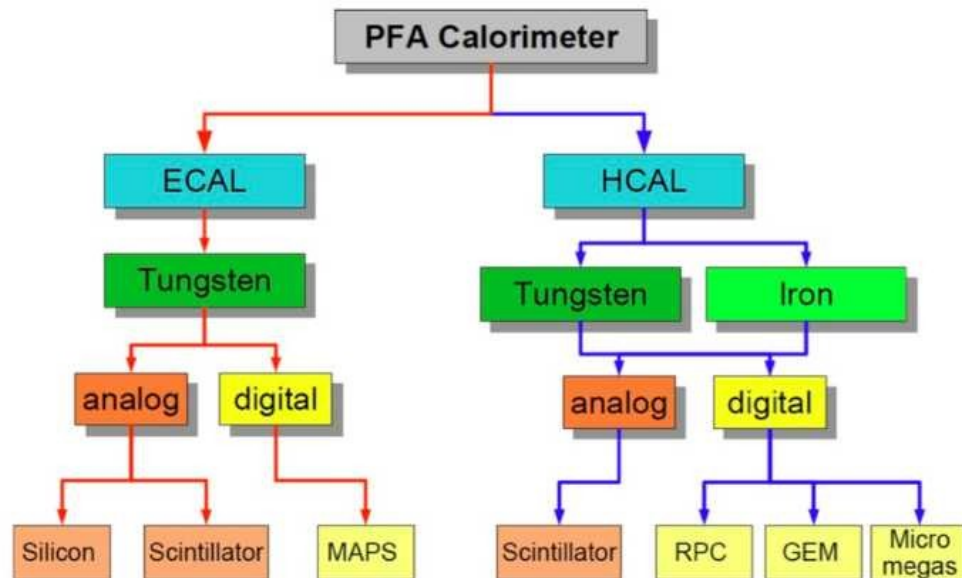 PFA Calorimeter
ECAL
HCAL
Tungsten
Tungsten
Iron
analog
digital
analog
digital
Silicon
Scintillator
MAPS
Scintillator
RPC
GEM
Micro
megas